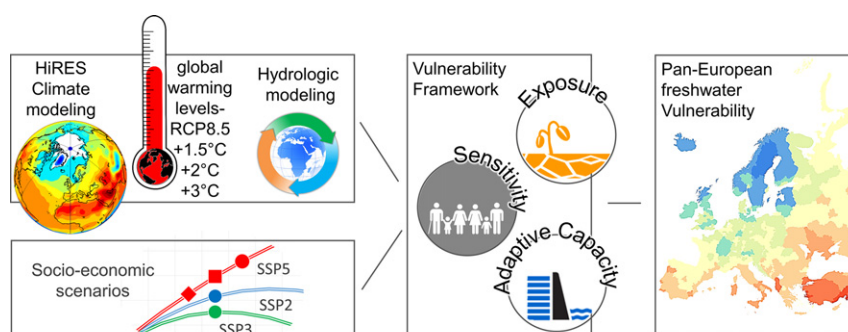 HiRES
Climate
modeling
global
warming
levels-
RCP8.5
+1.5°C
+2°C
+3°C
Hydrologic
modeling
Socio-economic
scenarios
SSP5
SSP2
SSP3
Vulnerability
Framework
Exposure
Sensitivity
Adaptive Capacity
Pan-European
freshwater
Vulnerability